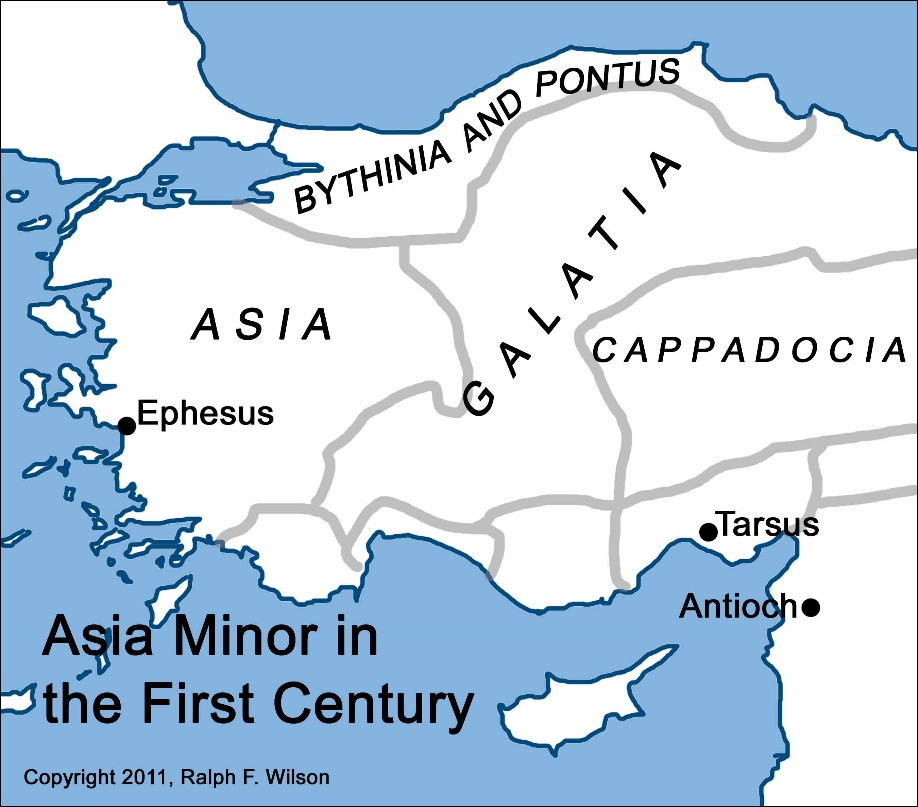 BYTHINIA AND PONTUS
GALATIA
ASIA
CAPPADOCIA
Ephesus
Tarsus
Antioch
Asia Minor in
the First Century
Copyright 2011, Ralph F. Wilson